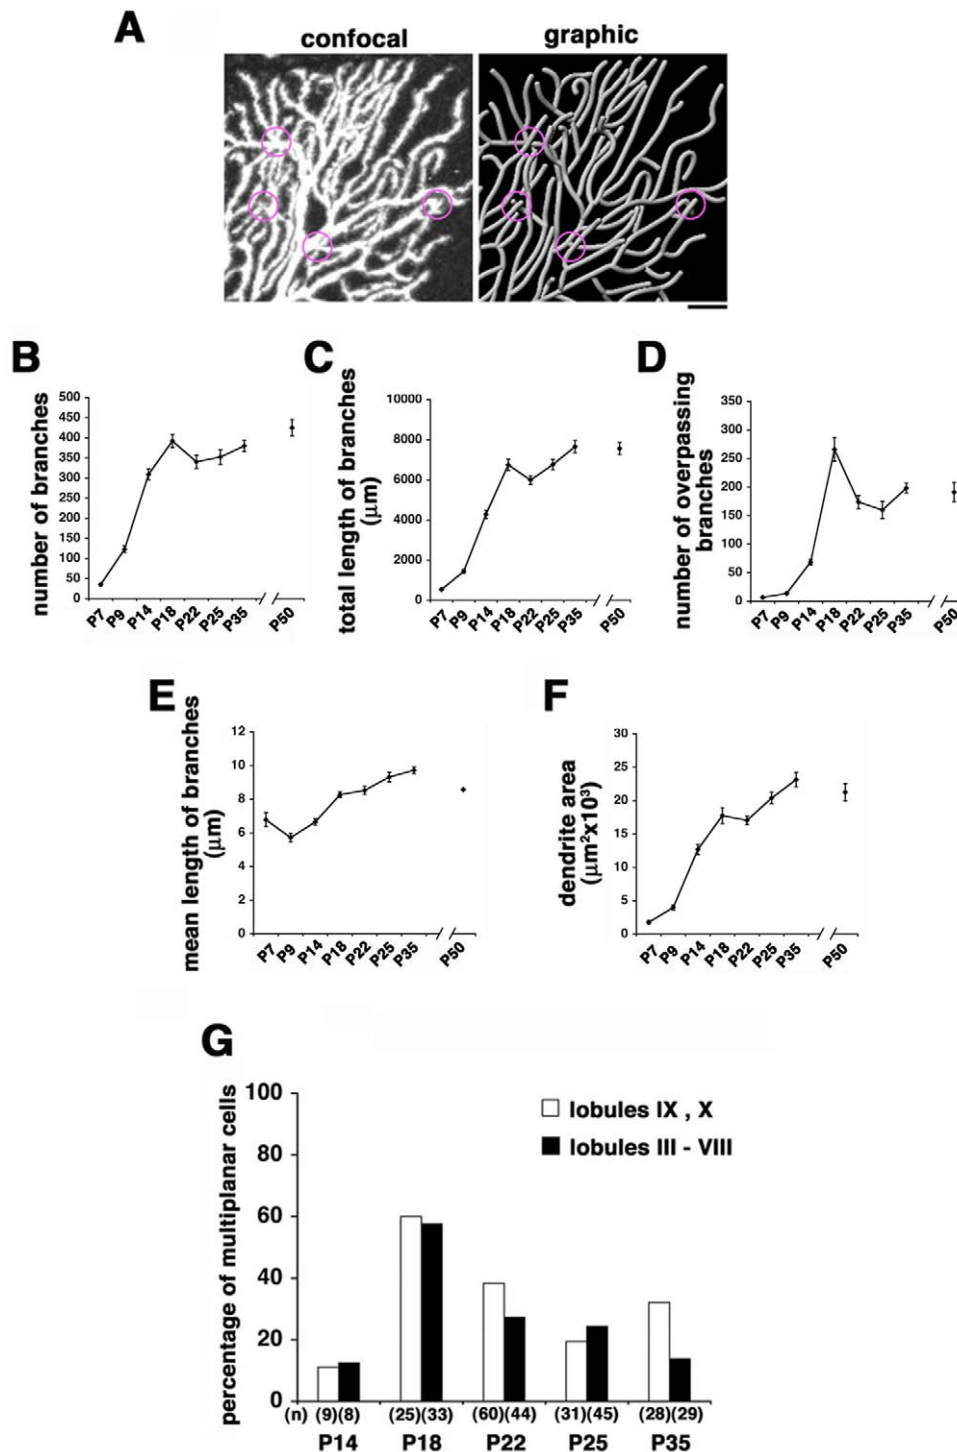 A
confocal
graphic
B
number of branches
500
450
400
350
300
250
200
150
100
50
0
P7
P9
P14
P18
P22
P25
P35
P50
C
total length of branches
(μm)
10000
8000
6000
4000
2000
0
P7
P9
P14
P18
P22
P25
P35
P50
D
number of overpassing
branches
350
300
250
200
150
100
50
0
P7
P9
P14
P18
P22
P25
P35
P50
E
mean length of branches
(μm)
12
10
8
6
4
2
0
P7
P9
P14
P18
P22
P25
P35
P50
F
dendrite area
(μm²x10³)
30
25
20
15
10
5
0
P7
P9
P14
P18
P22
P25
P35
P50
G
percentage of multiplanar cells
100
80
60
40
20
0
lobules IX , X
lobules III - VIII
(n) (9)(8) (25)(33) (60)(44) (31)(45) (28)(29)
P14 P18 P22 P25 P35